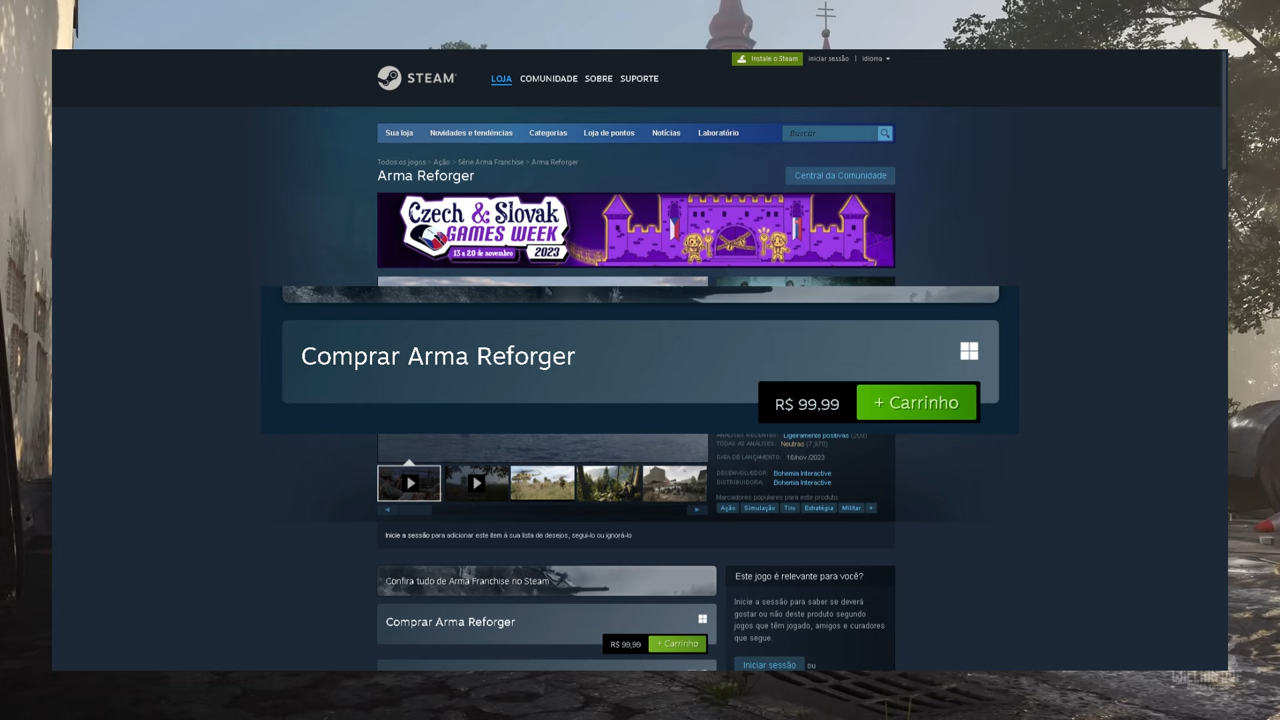 Instale o Steam
iniciar sessão | idioma
STEAM
LOJA COMUNIDADE SOBRE SUPORTE
Sua loja Novidades e tendências Categorias Loja de pontos Notícias Laboratório Buscar
Todos os jogos > Ação > Série Arma Franchise > Arma Reforger
Arma Reforger
Central da Comunidade
Czech & Slovak
GAMES WEEK
13 a 20 de novembro 2023
Comprar Arma Reforger
R$ 99,99 + Carrinho
ANÁLISES RECENTES: Ligeiramente positivas (209)
TODAS AS ANÁLISES: Neutras (7,970)
DATA DE LANÇAMENTO: 16/nov./2023
DESENVOLVEDOR: Bohemia Interactive
DISTRIBUIDORA: Bohemia Interactive
Marcadores populares para este produto:
Ação Simulação Tiro Estratégia Militar +
Inicie a sessão para adicionar este item à sua lista de desejos, segui-lo ou ignorá-lo
Confira tudo de Arma Franchise no Steam
Comprar Arma Reforger
R$ 99,99 + Carrinho
Este jogo é relevante para você?
Inicie a sessão para saber se deverá
gostar ou não deste produto segundo
jogos que têm jogado, amigos e curadores
que segue.
Iniciar sessão ou